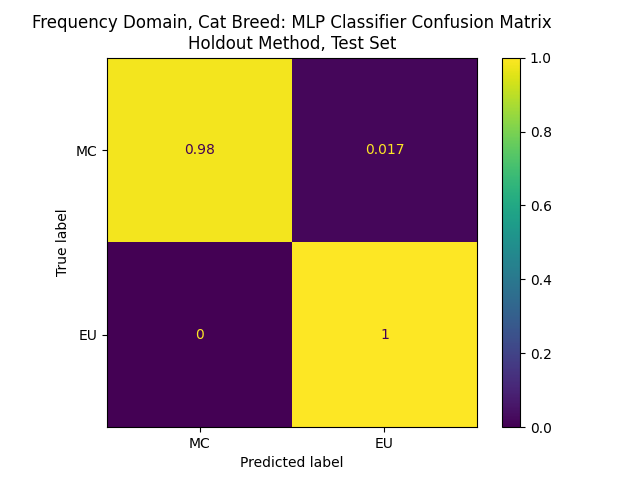 Frequency Domain, Cat Breed: MLP Classifier Confusion Matrix
Holdout Method, Test Set
MC
0.98
0.017
EU
0
1
MC
EU
True label
Predicted label
1.0
0.8
0.6
0.4
0.2
0.0